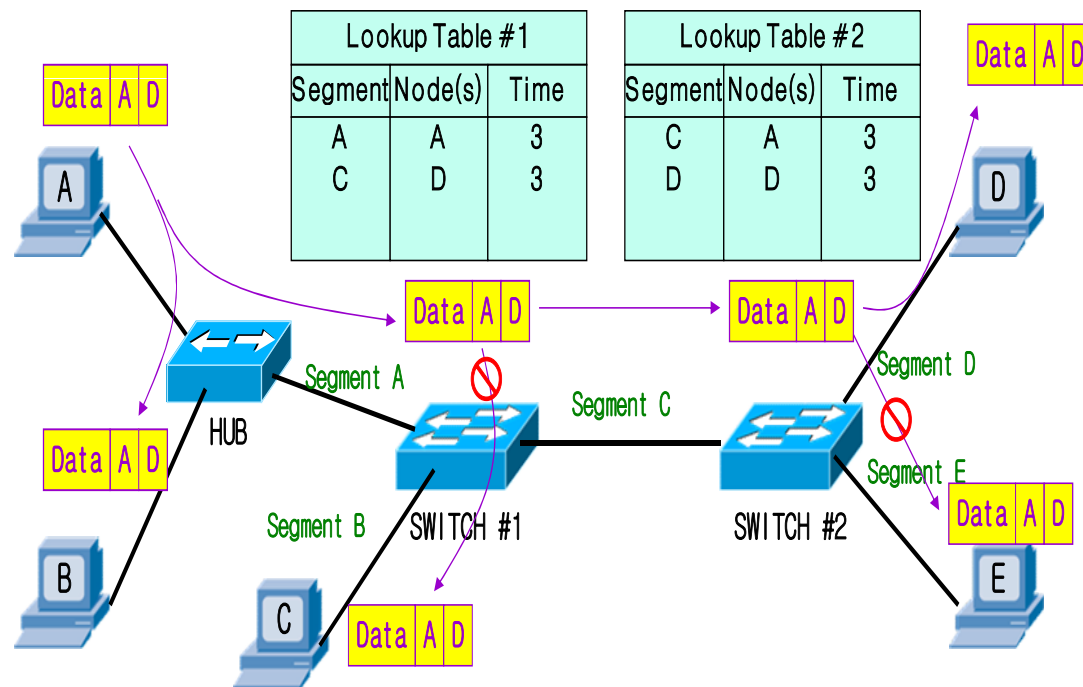 Lookup Table #1
Segment Node(s) Time
A A 3
C D 3
Lookup Table #2
Segment Node(s) Time
C A 3
D D 3
Data A D
Data A D
A
D
Data A D
Data A D
Segment A
Segment C
Segment D
HUB
Data A D
Segment E
Segment B
SWITCH #1
SWITCH #2
Data A D
B
C
E
Data A D